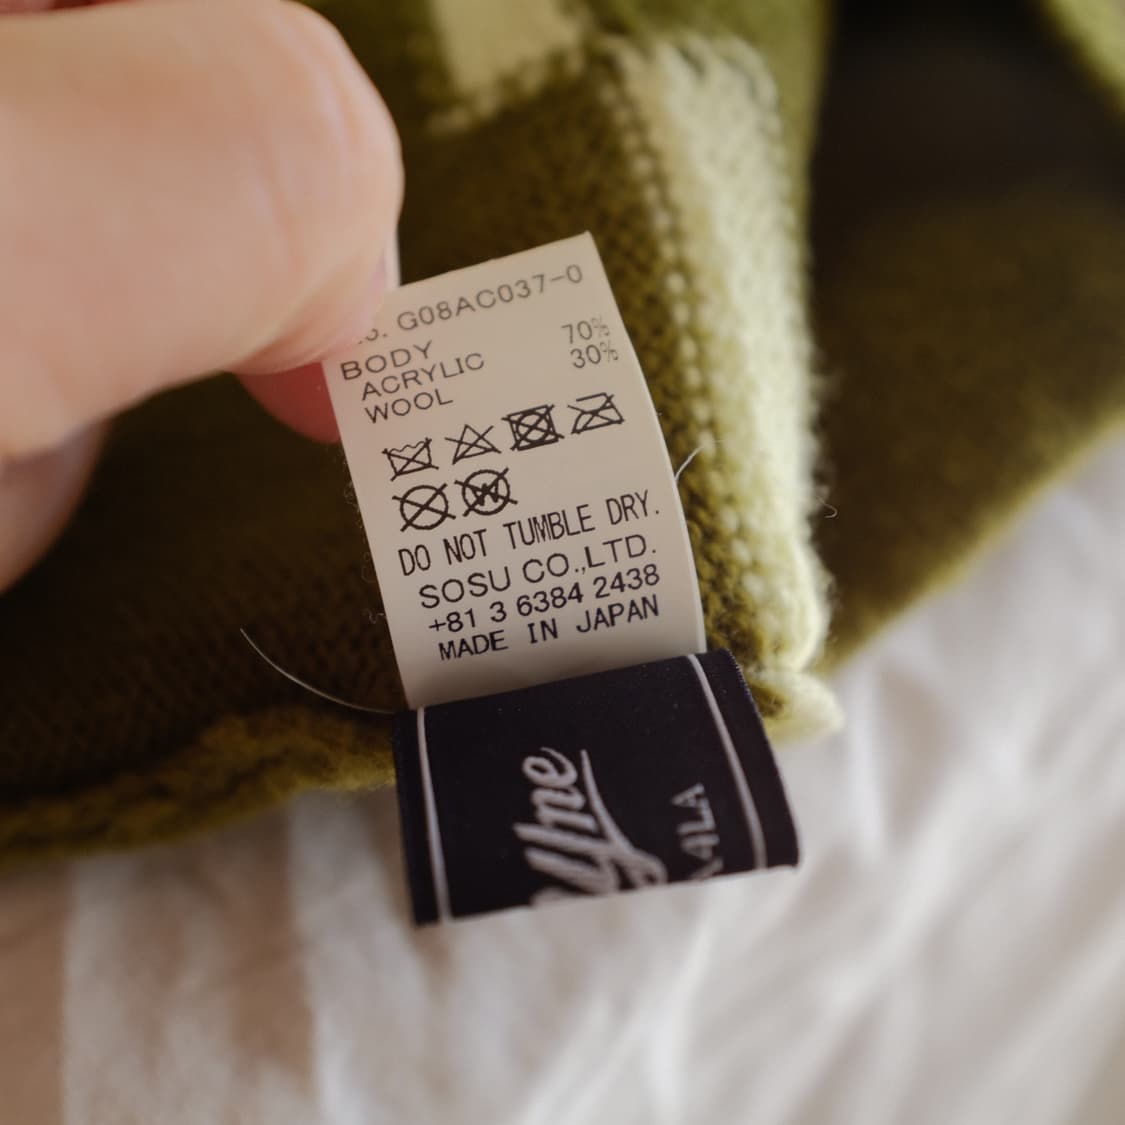 G08AC037-0
BODY
ACRYLIC 70%
WOOL 30%
DO NOT TUMBLE DRY.
SOSU CO.,LTD.
+81 3 6384 2438
MADE IN JAPAN